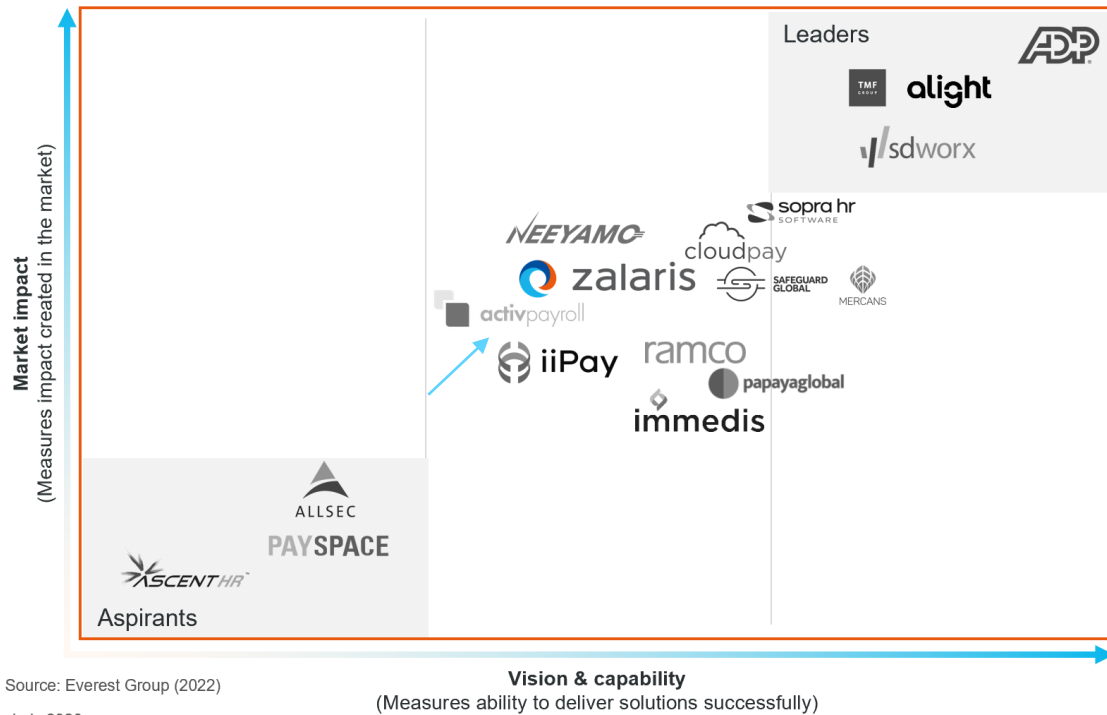 Leaders
ADP
TMF
GROUP
alight
sdworx
sopra hr
SOFTWARE
NEEYAMO
cloudpay
zalaris
SAFEGUARD
GLOBAL
MERCANS
activpayroll
iiPay
ramco
papayaglobal
immedis
Market impact
(Measures impact created in the market)
ALLSEC
PAYSPACE
ASCENT HR
Aspirants
Vision & capability
(Measures ability to deliver solutions successfully)
Source: Everest Group (2022)